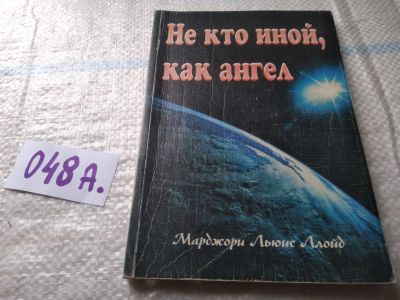 Не кто иной,
как ангел
048А.
Марджори Льюис Ллойд